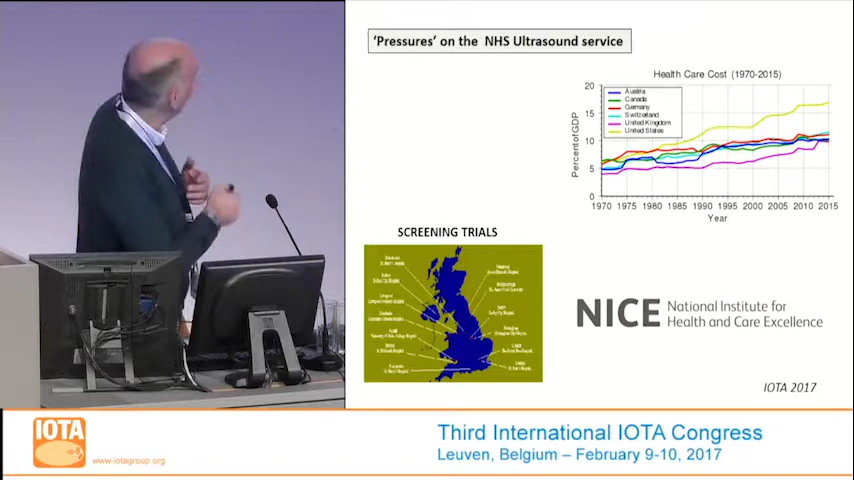 'Pressures' on the NHS Ultrasound service
Health Care Cost (1970-2015)
Percent of GDP
20
15
10
5
0
Austria
Canada
Germany
Switzerland
United Kingdom
United States
1970 1975 1980 1985 1990 1995 2000 2005 2010 2015
Year
SCREENING TRIALS
NICE National Institute for
Health and Care Excellence
IOTA 2017
IOTA
www.iotagroup.org
Third International IOTA Congress
Leuven, Belgium – February 9-10, 2017